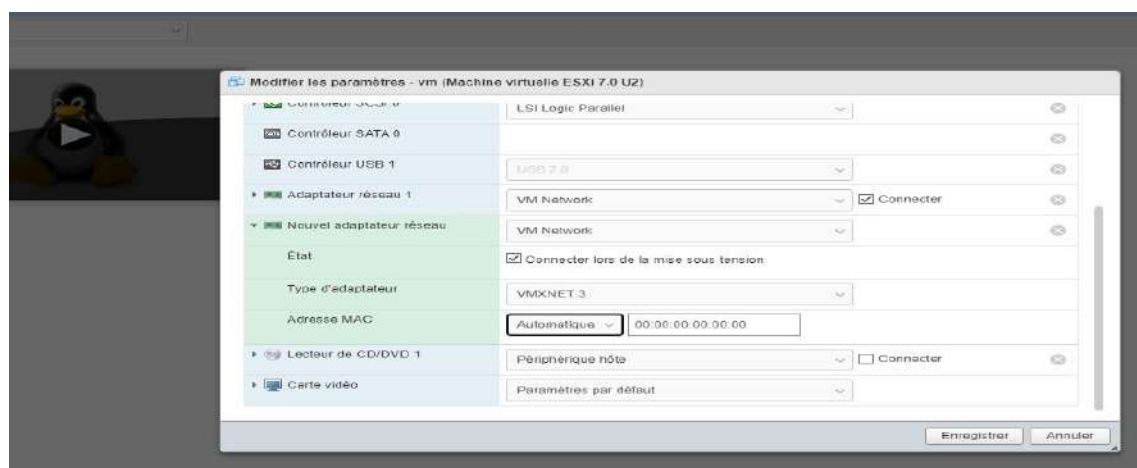 Modifier les paramètres - vm (Machine virtuelle ESXi 7.0 U2)
Contrôleur SCSI 0 LSI Logic Parallel
Contrôleur SATA 0
Contrôleur USB 1 USB 2.0
Adaptateur réseau 1 VM Network Connecter
Nouvel adaptateur réseau VM Network
État Connecter lors de la mise sous tension
Type d'adaptateur VMXNET 3
Adresse MAC Automatique 00:00:00:00:00:00
Lecteur de CD/DVD 1 Périphérique hôte Connecter
Carte vidéo Paramètres par défaut
Enregistrer Annuler